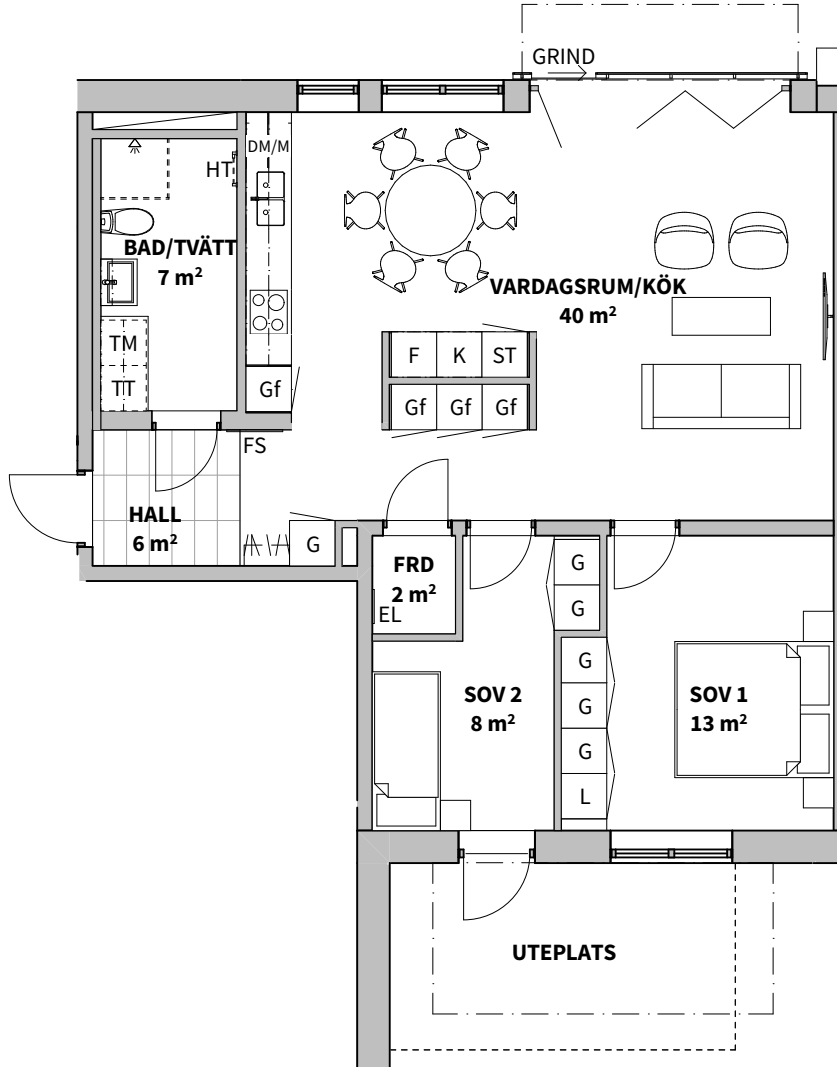 GRIND
DM/M
HT
BAD/TVÄTT
7 m²
VARDAGSRUM/KÖK
40 m²
TM
TT
F K ST
Gf
Gf Gf Gf
FS
HALL
6 m²
G
FRD
2 m²
EL
G
G
G
G
G
L
SOV 2
8 m²
SOV 1
13 m²
UTEPLATS